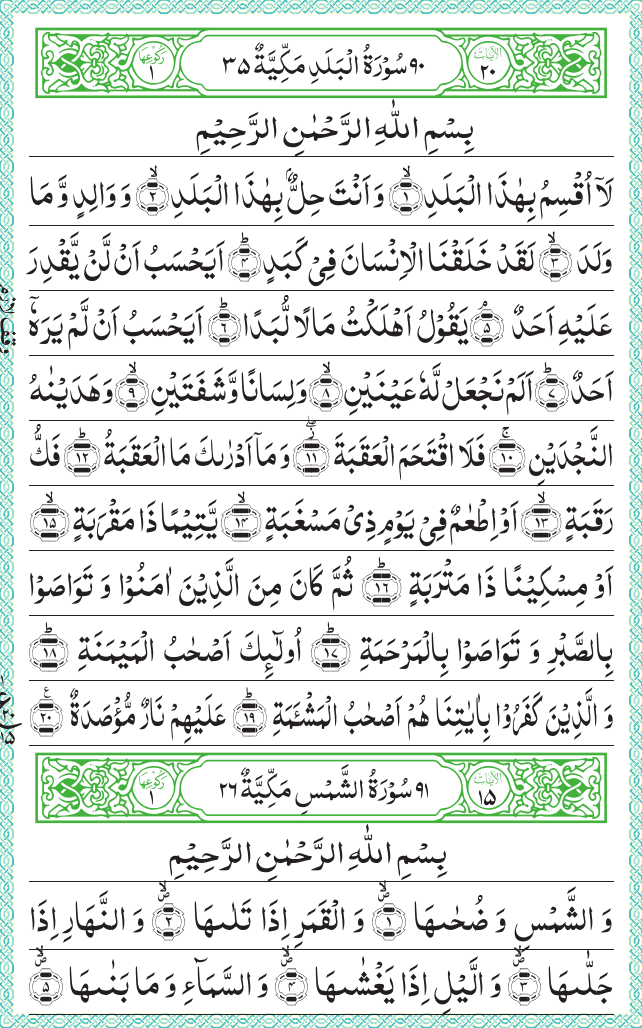 ٩٠ سُوْرَةُ الْبَلَدِ مَكِّيَّةٌ ٣٥ الآيات ٢٠ ركوعها ١
بِسْمِ اللّٰهِ الرَّحْمٰنِ الرَّحِيْمِ
لَاۤ اُقْسِمُ بِهٰذَا الْبَلَدِۙ﴿١﴾ وَ اَنْتَ حِلٌّۢ بِهٰذَا الْبَلَدِۙ﴿٢﴾ وَ وَالِدٍ وَّ مَا
وَلَدَۙ﴿٣﴾ لَقَدْ خَلَقْنَا الْاِنْسَانَ فِيْ كَبَدٍؕ﴿٤﴾ اَيَحْسَبُ اَنْ لَّنْ يَّقْدِرَ
عَلَيْهِ اَحَدٌۘ﴿٥﴾ يَقُوْلُ اَهْلَكْتُ مَالًا لُّبَدًاؕ﴿٦﴾ اَيَحْسَبُ اَنْ لَّمْ يَرَهٗۤ
اَحَدٌؕ﴿٧﴾ اَلَمْ نَجْعَلْ لَّهٗ عَيْنَيْنِۙ﴿٨﴾ وَ لِسَانًا وَّ شَفَتَيْنِۙ﴿٩﴾ وَ هَدَيْنٰهُ
النَّجْدَيْنِۚ﴿١٠﴾ فَلَا اقْتَحَمَ الْعَقَبَةَؗۖ﴿١١﴾ وَ مَاۤ اَدْرٰىكَ مَا الْعَقَبَةُؕ﴿١٢﴾ فَكُّ
رَقَبَةٍۙ﴿١٣﴾ اَوْ اِطْعٰمٌ فِيْ يَوْمٍ ذِيْ مَسْغَبَةٍۙ﴿١٤﴾ يَّتِيْمًا ذَا مَقْرَبَةٍۙ﴿١٥﴾
اَوْ مِسْكِيْنًا ذَا مَتْرَبَةٍؕ﴿١٦﴾ ثُمَّ كَانَ مِنَ الَّذِيْنَ اٰمَنُوْا وَ تَوَاصَوْا
بِالصَّبْرِ وَ تَوَاصَوْا بِالْمَرْحَمَةِؕ﴿١٧﴾ اُولٰٓئِكَ اَصْحٰبُ الْمَيْمَنَةِؕ﴿١٨﴾
وَ الَّذِيْنَ كَفَرُوْا بِاٰيٰتِنَا هُمْ اَصْحٰبُ الْمَشْـَٔمَةِؕ﴿١٩﴾ عَلَيْهِمْ نَارٌ مُّؤْصَدَةٌ﴿٢٠﴾
٩١ سُوْرَةُ الشَّمْسِ مَكِّيَّةٌ ٢٦ الآيات ١٥ ركوعها ١
بِسْمِ اللّٰهِ الرَّحْمٰنِ الرَّحِيْمِ
وَ الشَّمْسِ وَ ضُحٰىهَاۙ﴿١﴾ وَ الْقَمَرِ اِذَا تَلٰىهَاۙ﴿٢﴾ وَ النَّهَارِ اِذَا
جَلّٰىهَاۙ﴿٣﴾ وَ الَّيْلِ اِذَا يَغْشٰىهَاۙ﴿٤﴾ وَ السَّمَآءِ وَ مَا بَنٰىهَاۙ﴿٥﴾